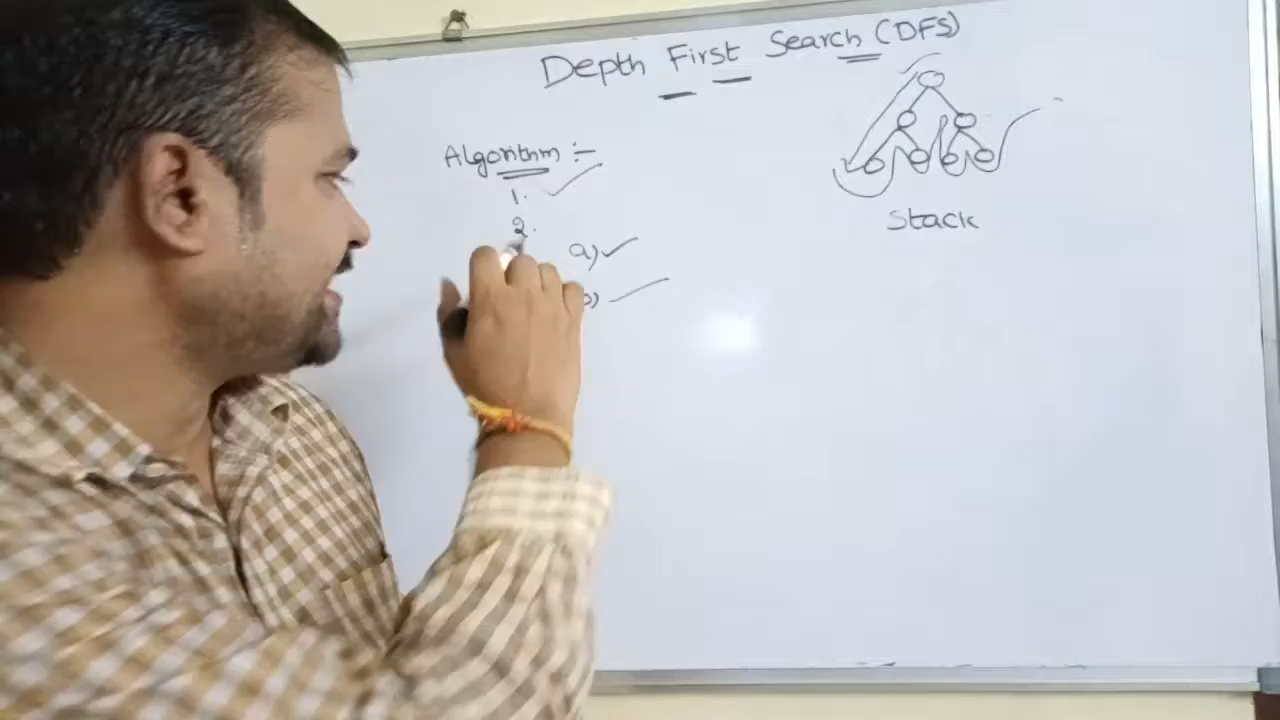 Depth First Search (DFS)
Algorithm :-
1.
2.
a)
b)
Stack